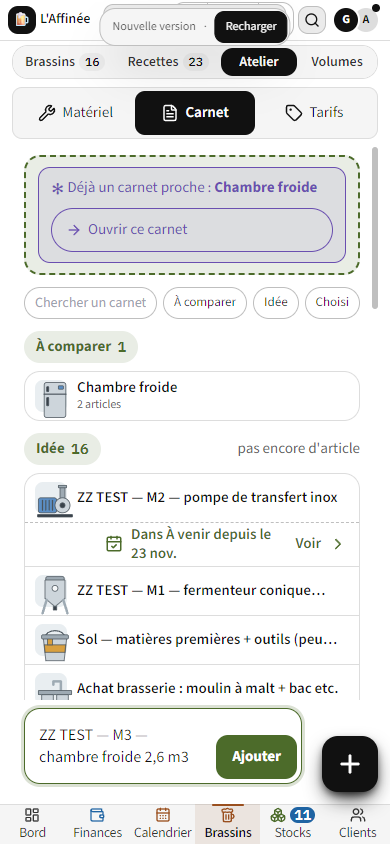 L'Affinée
Nouvelle version · Recharger
G A
Brassins 16 Recettes 23 Atelier Volumes
Matériel Carnet Tarifs
Déjà un carnet proche : Chambre froide
Ouvrir ce carnet
Chercher un carnet À comparer Idée Choisi
À comparer 1
Chambre froide
2 articles
Idée 16 pas encore d'article
ZZ TEST — M2 — pompe de transfert inox
Dans À venir depuis le
23 nov.
Voir
ZZ TEST — M1 — fermenteur conique…
Sol — matières premières + outils (peu…
Achat brasserie : moulin à malt + bac etc.
ZZ TEST — M3 —
chambre froide 2,6 m3
Ajouter
Bord Finances Calendrier Brassins Stocks 11 Clients